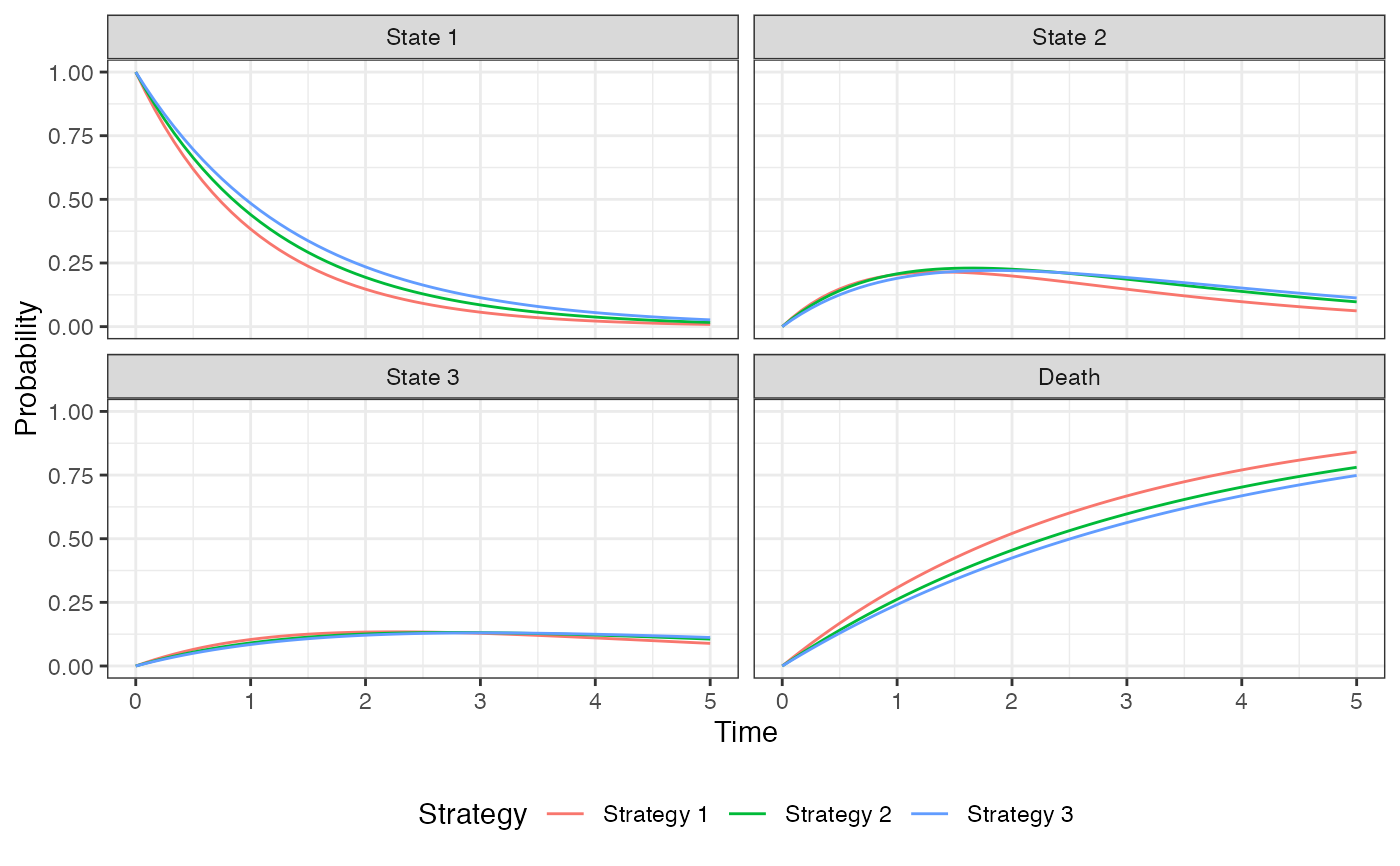 State 1
State 2
1.00
0.75
0.50
0.25
0.00
State 3
Death
1.00
0.75
0.50
0.25
0.00
Probability
0 1 2 3 4 5
0 1 2 3 4 5
Time
Strategy Strategy 1 Strategy 2 Strategy 3